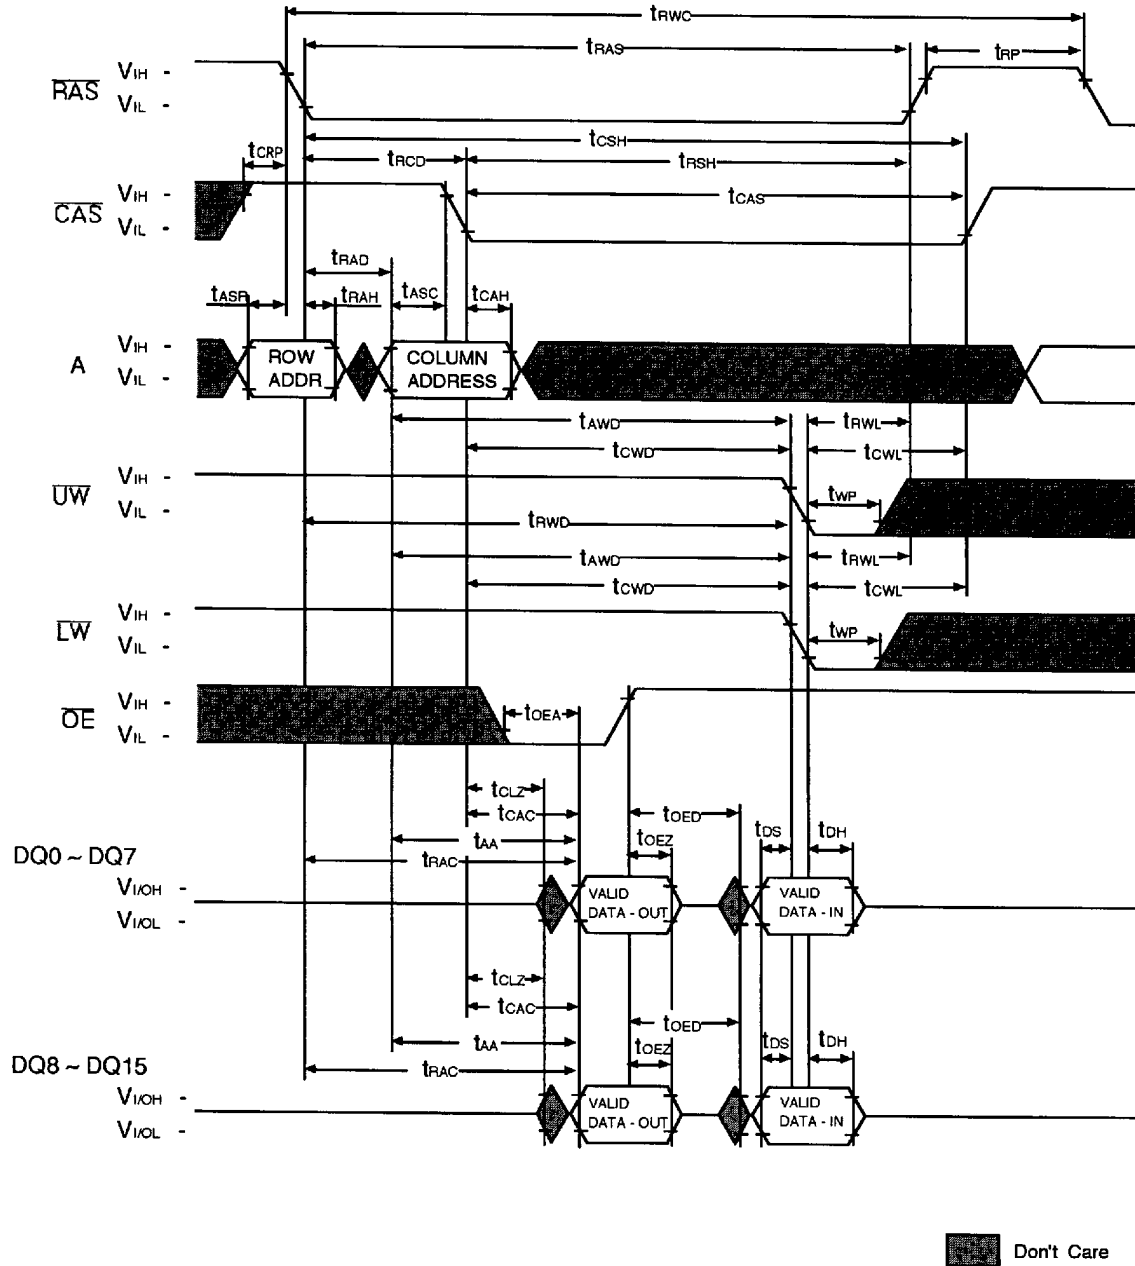 tRWC
tRAS
tRP
RAS
VIH -
VIL -
tCSH
tCRP
tRCD
tRSH
CAS
VIH -
VIL -
tCAS
tRAD
tASR
tRAH
tASC
tCAH
A
VIH -
VIL -
ROW ADDR
COLUMN ADDRESS
tAWD
tRWL
tCWD
tCWL
UW
VIH -
VIL -
tWP
tRWD
tAWD
tRWL
tCWD
tCWL
LW
VIH -
VIL -
tWP
OE
VIH -
VIL -
tOEA
tCLZ
tCAC
tOED
tAA
tOEZ
tDS
tDH
DQ0 ~ DQ7
tRAC
VI/OH -
VI/OL -
VALID DATA - OUT
VALID DATA - IN
tCLZ
tCAC
tOED
tAA
tOEZ
tDS
tDH
DQ8 ~ DQ15
tRAC
VI/OH -
VI/OL -
VALID DATA - OUT
VALID DATA - IN
Don't Care